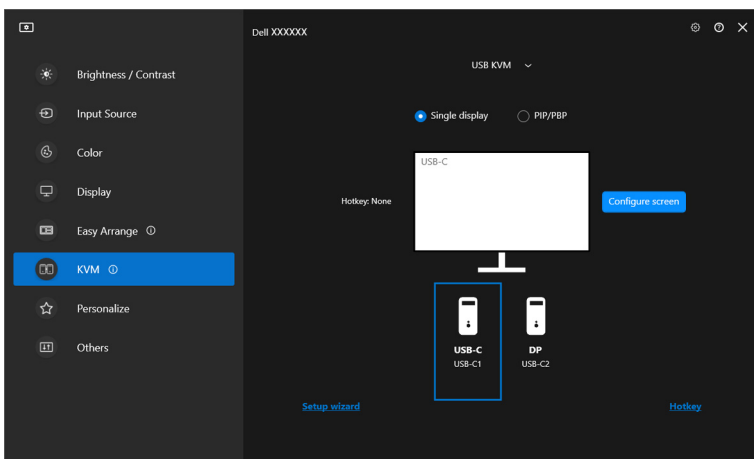 Dell XXXXXX
Brightness / Contrast
Input Source
Color
Display
Easy Arrange
KVM
Personalize
Others
USB KVM
Single display
PIP/PBP
USB-C
Hotkey: None
Configure screen
USB-C
USB-C1
DP
USB-C2
Setup wizard
Hotkey